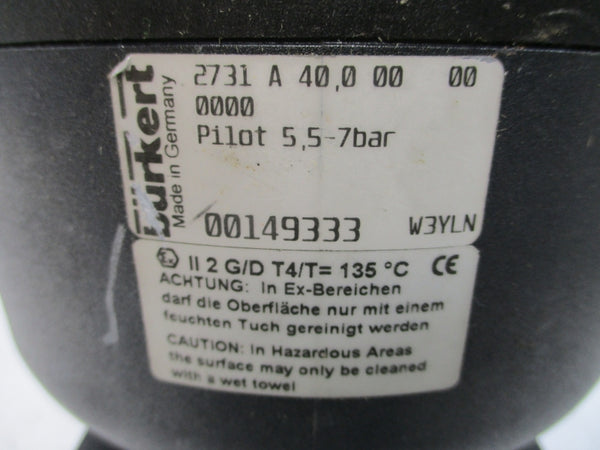 bürkert
Made in Germany
2731 A 40,0 00 00
0000
Pilot 5,5-7bar
00149333 W3YLN
Ex II 2 G/D T4/T= 135 °C CE
ACHTUNG: In Ex-Bereichen
darf die Oberfläche nur mit einem
feuchten Tuch gereinigt werden
CAUTION: In Hazardous Areas
the surface may only be cleaned
with a wet towel